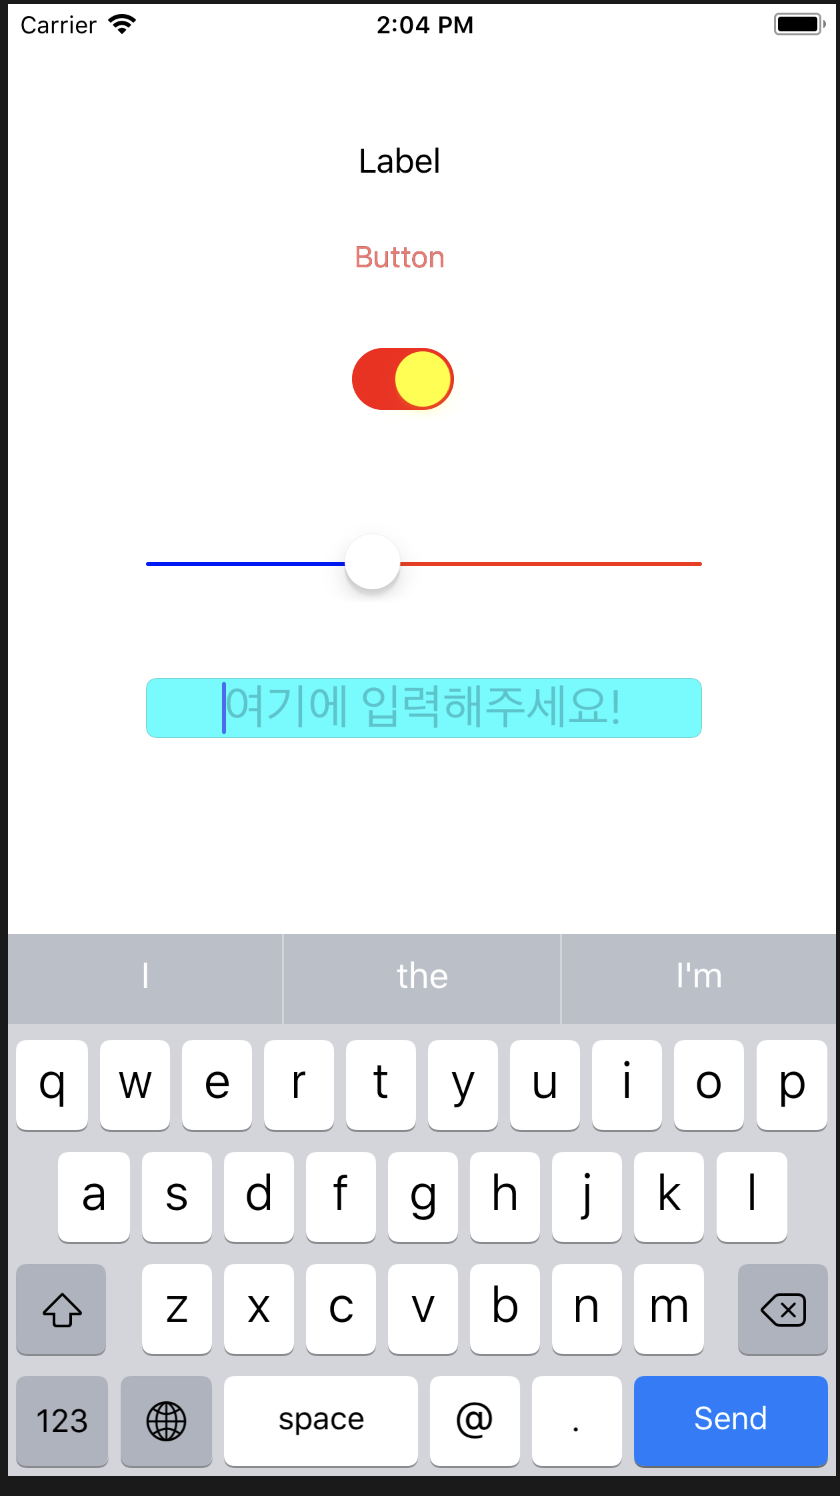 Carrier 2:04 PM
Label
Button
여기에 입력해주세요!
I the I'm
q w e r t y u i o p
a s d f g h j k l
z x c v b n m
123 space @ . Send